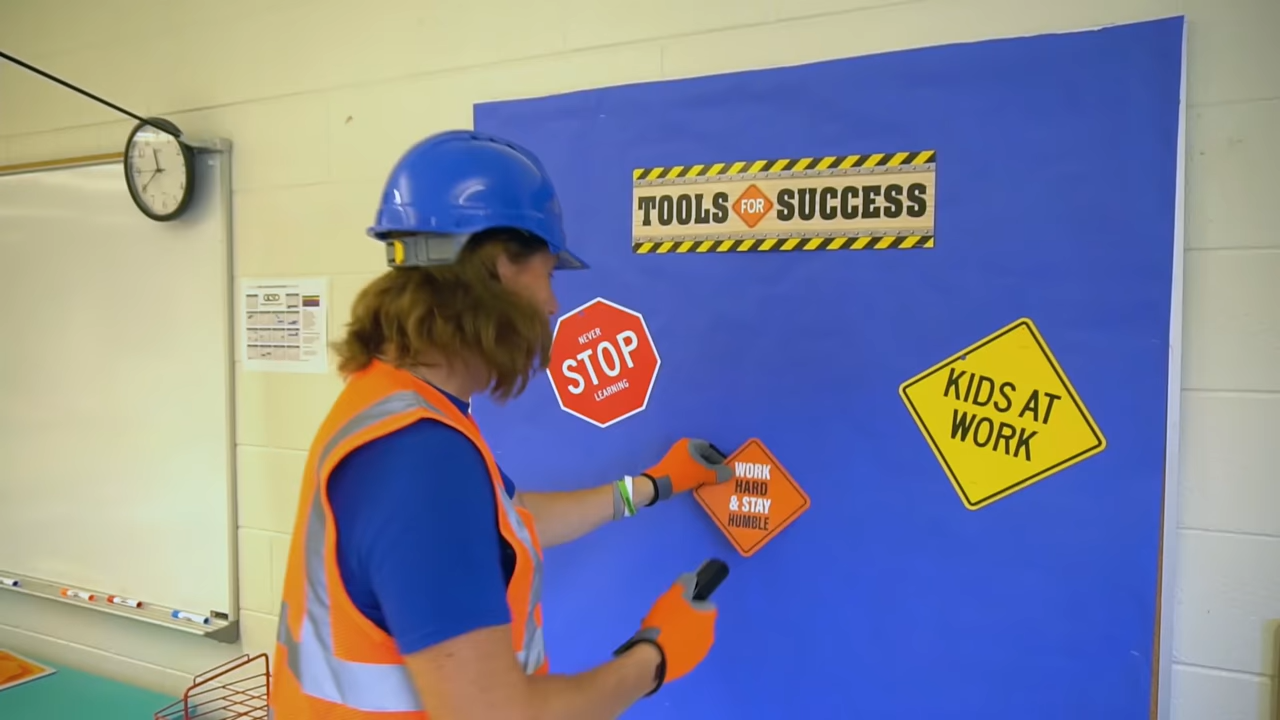 TOOLS FOR SUCCESS
NEVER
STOP
LEARNING
KIDS AT
WORK
WORK
HARD
& STAY
HUMBLE